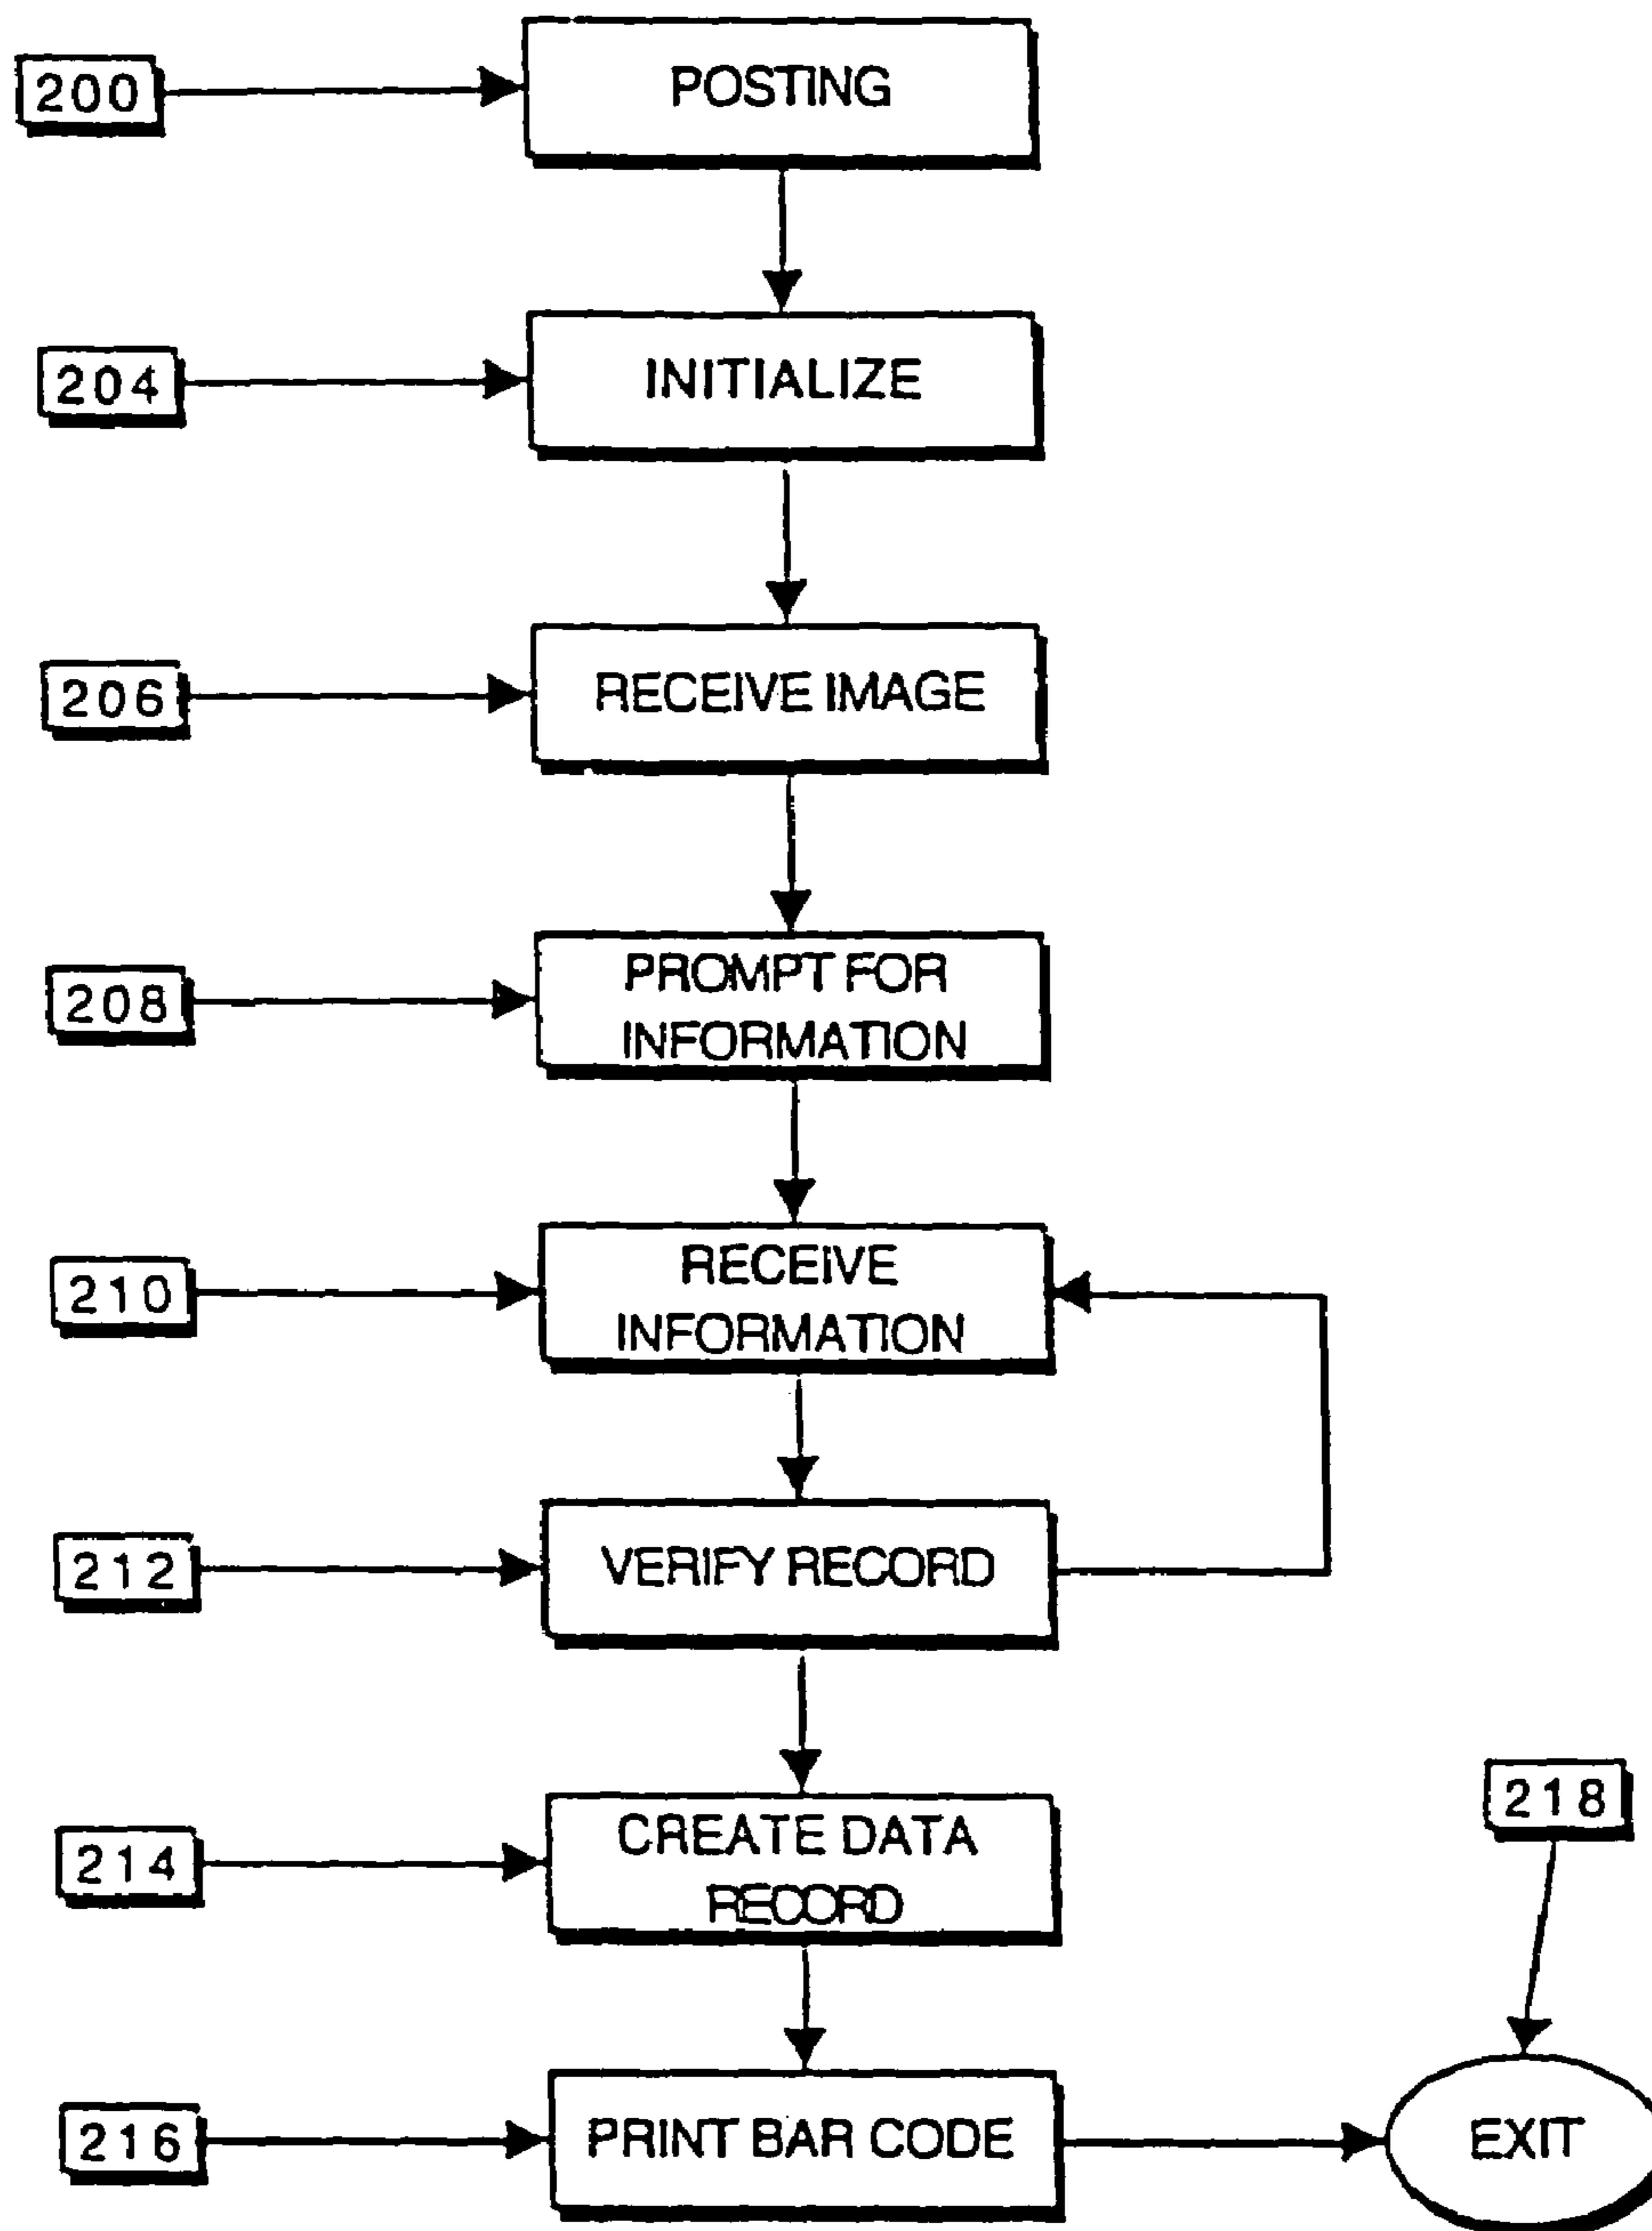 200
POSTING
204
INITIALIZE
206
RECEIVE IMAGE
208
PROMPT FOR
INFORMATION
210
RECEIVE
INFORMATION
212
VERIFY RECORD
214
CREATE DATA
RECORD
218
216
PRINT BAR CODE
EXIT